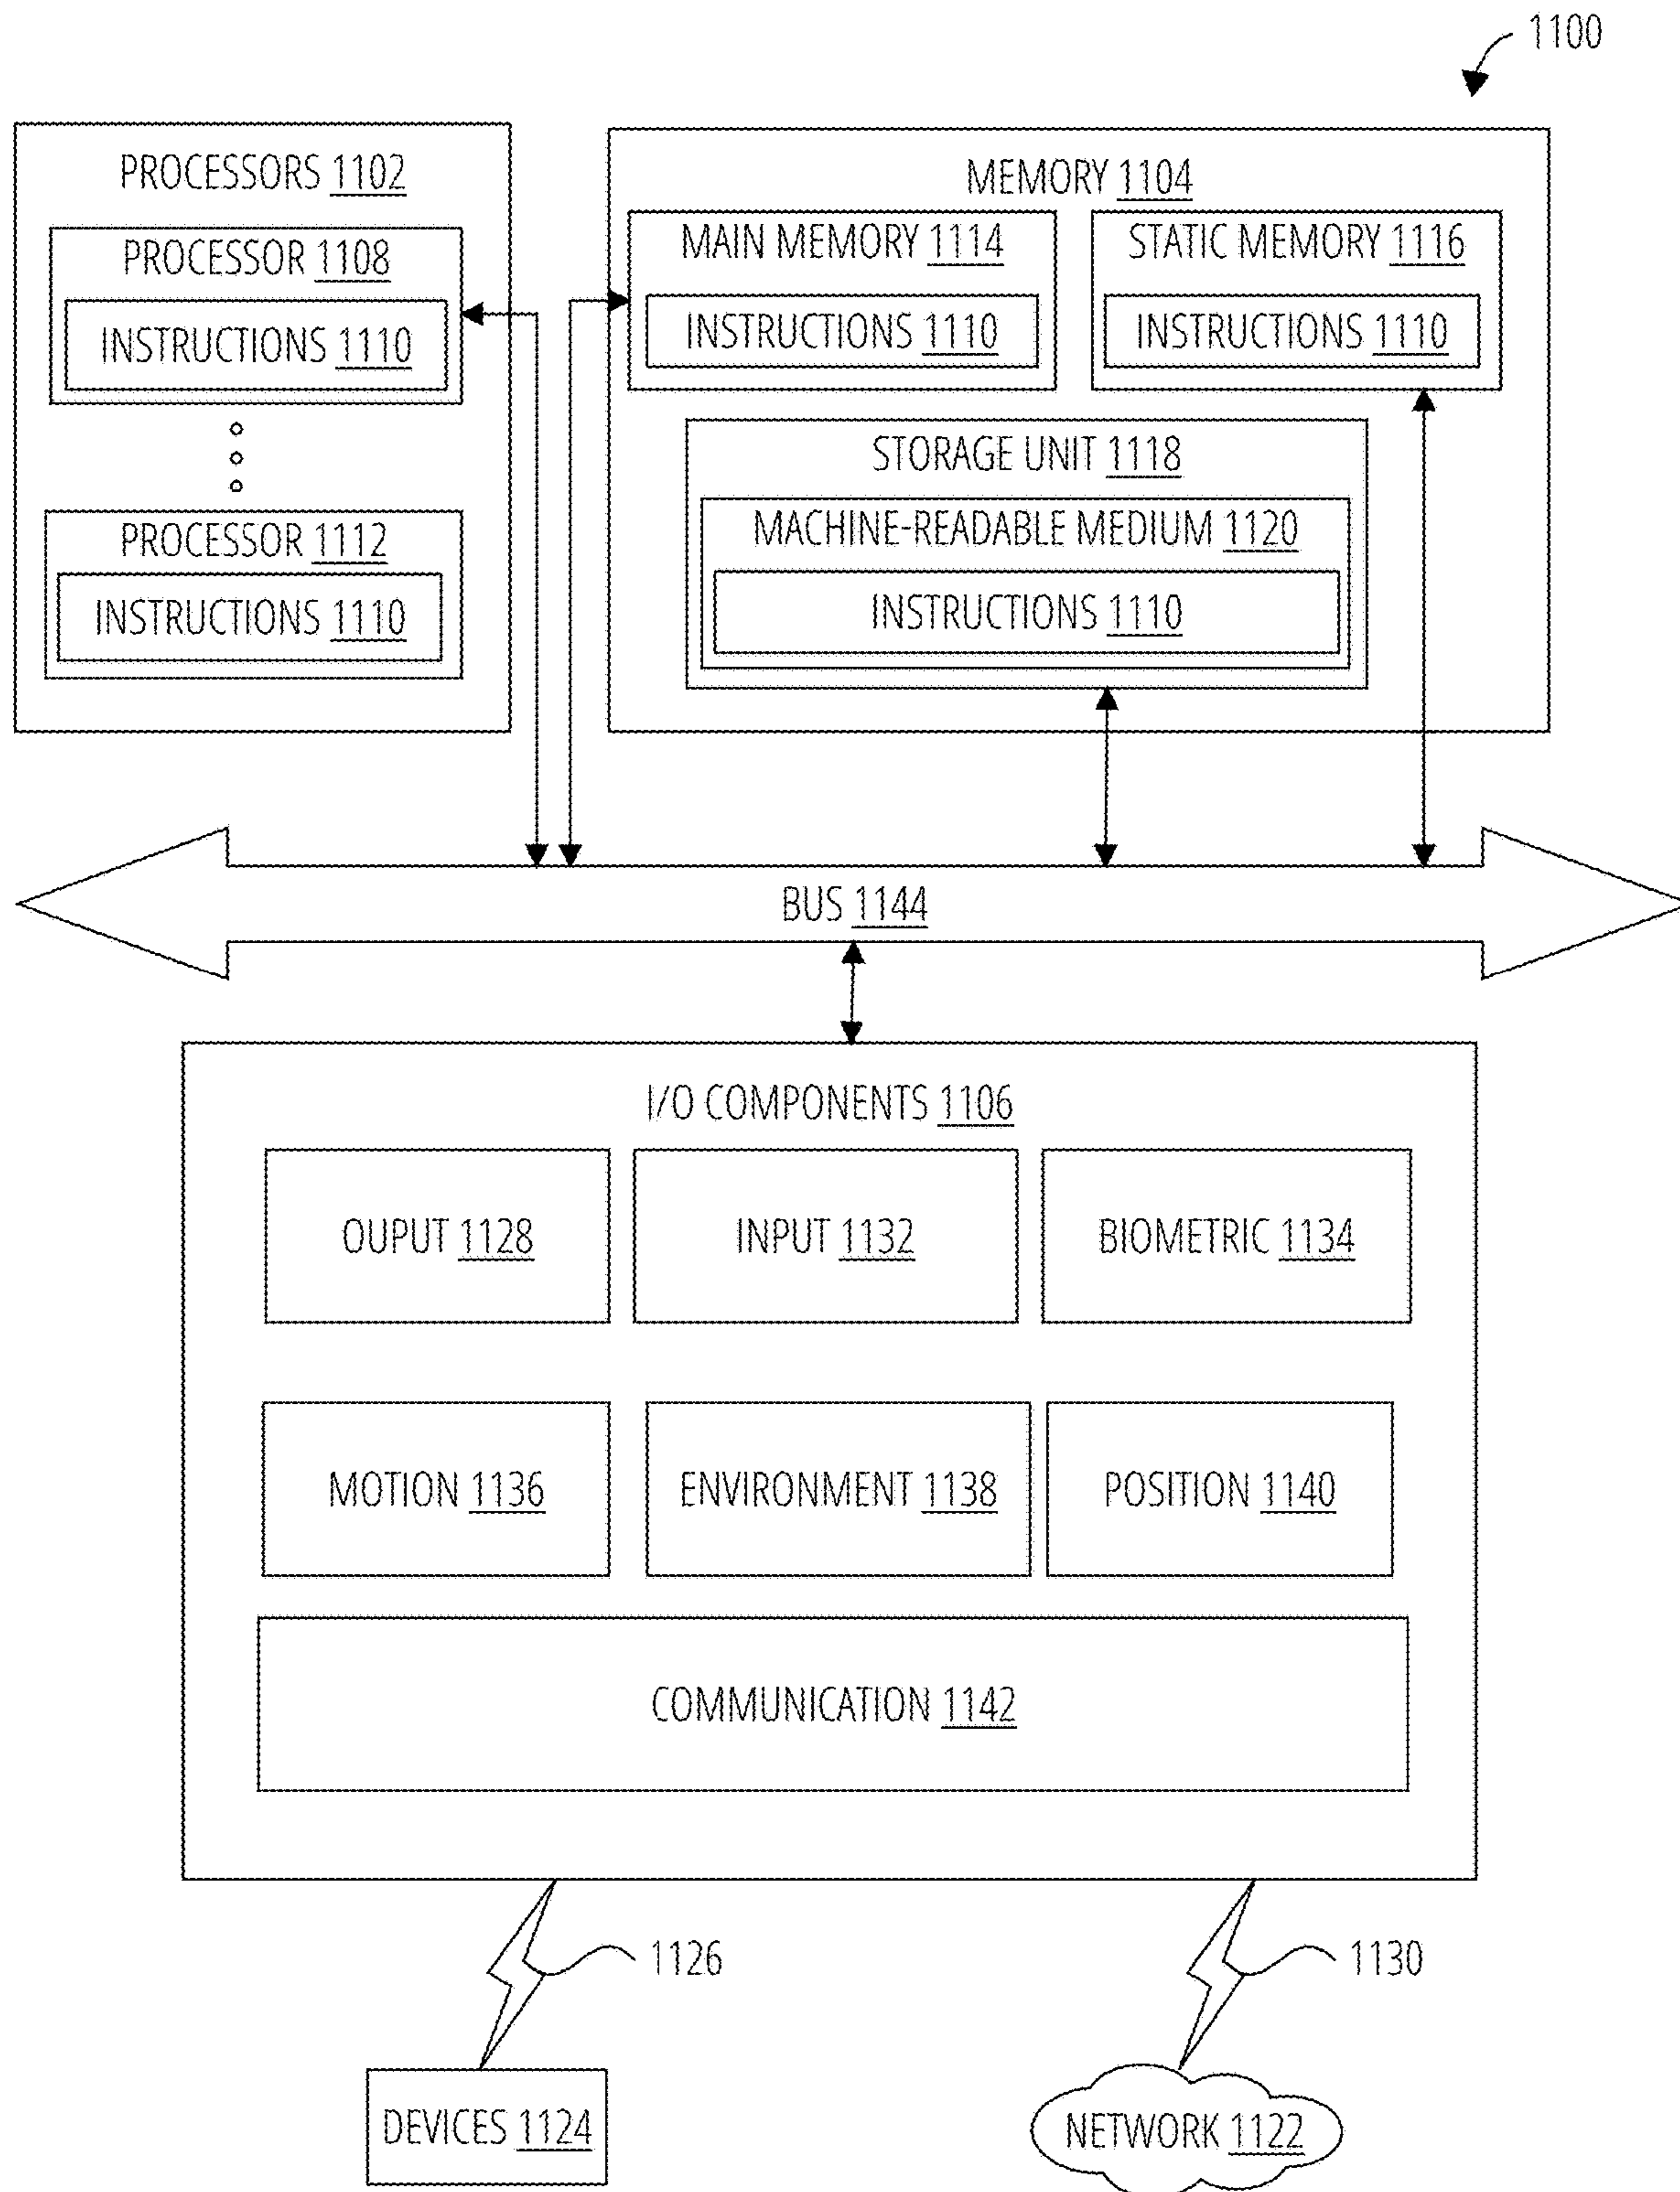 1100
PROCESSORS 1102
PROCESSOR 1108
INSTRUCTIONS 1110
PROCESSOR 1112
INSTRUCTIONS 1110
MEMORY 1104
MAIN MEMORY 1114
INSTRUCTIONS 1110
STATIC MEMORY 1116
INSTRUCTIONS 1110
STORAGE UNIT 1118
MACHINE-READABLE MEDIUM 1120
INSTRUCTIONS 1110
BUS 1144
I/O COMPONENTS 1106
OUPUT 1128
INPUT 1132
BIOMETRIC 1134
MOTION 1136
ENVIRONMENT 1138
POSITION 1140
COMMUNICATION 1142
1126
1130
DEVICES 1124
NETWORK 1122